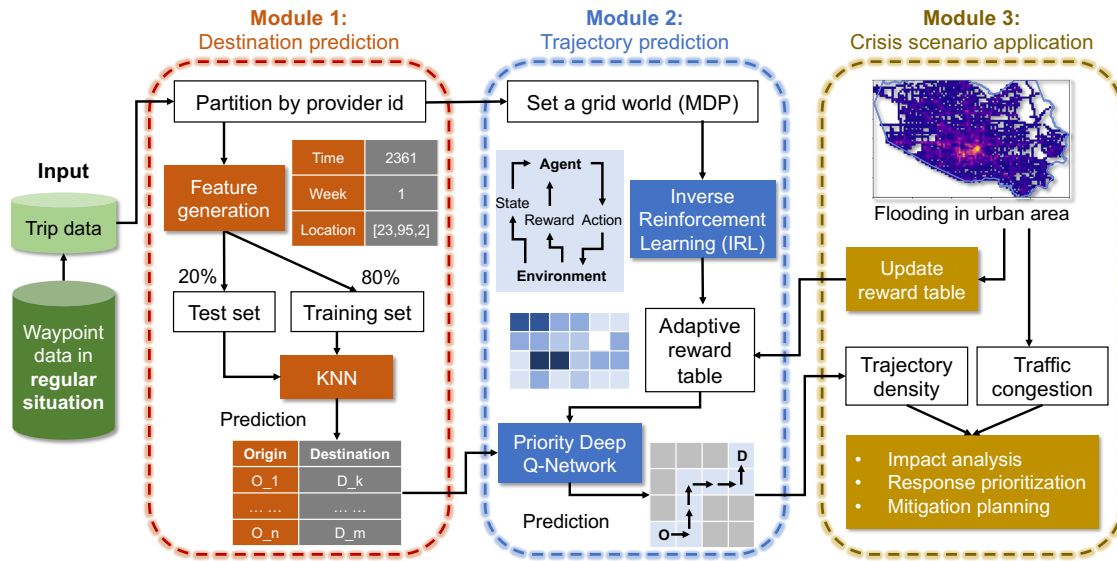 Module 1:
Destination prediction
Module 2:
Trajectory prediction
Module 3:
Crisis scenario application
Input
Trip data
Waypoint
data in
regular
situation
Partition by provider id
Feature
generation
Time 2361
Week 1
Location [23,95,2]
20%
80%
Test set
Training set
KNN
Prediction
Origin Destination
O_1 D_k
... ... ... ...
O_n D_m
Set a grid world (MDP)
Agent
State
Reward
Action
Environment
Inverse
Reinforcement
Learning (IRL)
Adaptive
reward
table
Priority Deep
Q-Network
Prediction
D
O
Flooding in urban area
Update
reward table
Trajectory
density
Traffic
congestion
• Impact analysis
• Response prioritization
• Mitigation planning